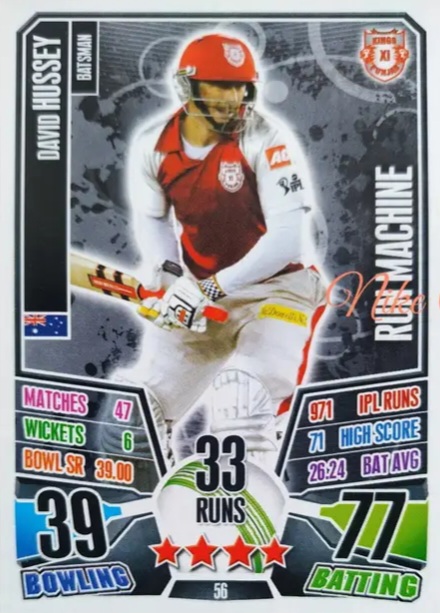 DAVID HUSSEY
BATSMAN
KINGS
XI
PUNJAB
RUN MACHINE
Nike
MATCHES 47
WICKETS 6
BOWL SR 39.00
971 IPL RUNS
71 HIGH SCORE
26.24 BAT AVG
33
RUNS
39
BOWLING
77
BATTING
56